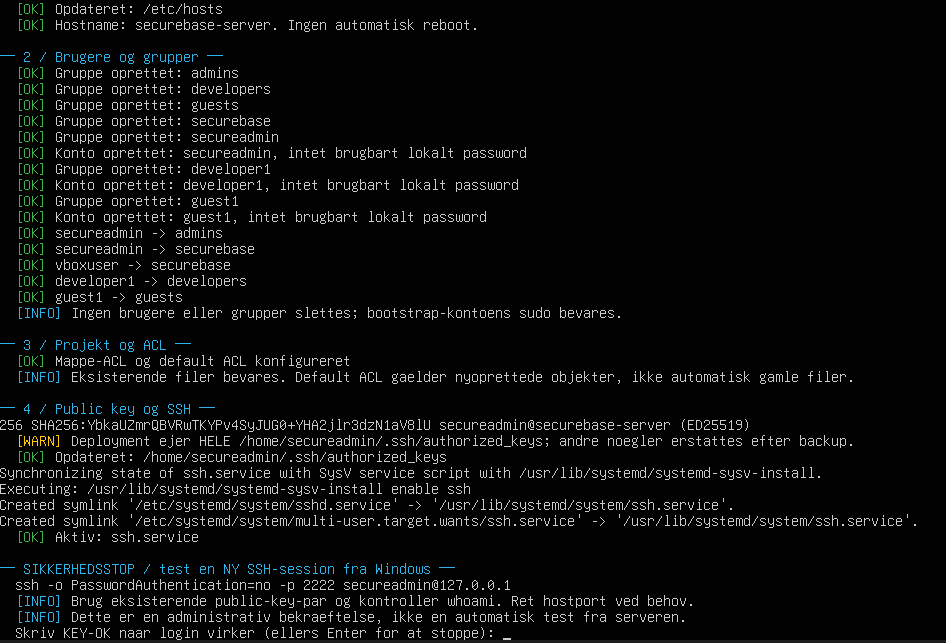 [OK] Opdateret: /etc/hosts
[OK] Hostname: securebase-server. Ingen automatisk reboot.
── 2 / Brugere og grupper ──
[OK] Gruppe oprettet: admins
[OK] Gruppe oprettet: developers
[OK] Gruppe oprettet: guests
[OK] Gruppe oprettet: securebase
[OK] Gruppe oprettet: secureadmin
[OK] Konto oprettet: secureadmin, intet brugbart lokalt password
[OK] Gruppe oprettet: developer1
[OK] Konto oprettet: developer1, intet brugbart lokalt password
[OK] Gruppe oprettet: guest1
[OK] Konto oprettet: guest1, intet brugbart lokalt password
[OK] secureadmin -> admins
[OK] secureadmin -> securebase
[OK] vboxuser -> securebase
[OK] developer1 -> developers
[OK] guest1 -> guests
[INFO] Ingen brugere eller grupper slettes; bootstrap-kontoens sudo bevares.
── 3 / Projekt og ACL ──
[OK] Mappe-ACL og default ACL konfigureret
[INFO] Eksisterende filer bevares. Default ACL gaelder nyoprettede objekter, ikke automatisk gamle filer.
── 4 / Public key og SSH ──
256 SHA256:YbkaUZmrQBVRwTKYPv4SyJUG0+YHA2jlr3dzN1aV8lU secureadmin@securebase-server (ED25519)
[WARN] Deployment ejer HELE /home/secureadmin/.ssh/authorized_keys; andre noegler erstattes efter backup.
[OK] Opdateret: /home/secureadmin/.ssh/authorized_keys
Synchronizing state of ssh.service with SysV service script with /usr/lib/systemd/systemd-sysv-install.
Executing: /usr/lib/systemd/systemd-sysv-install enable ssh
Created symlink '/etc/systemd/system/sshd.service' -> '/usr/lib/systemd/system/ssh.service'.
Created symlink '/etc/systemd/system/multi-user.target.wants/ssh.service' -> '/usr/lib/systemd/system/ssh.service'.
[OK] Aktiv: ssh.service
── SIKKERHEDSSTOP / test en NY SSH-session fra Windows ──
ssh -o PasswordAuthentication=no -p 2222 secureadmin@127.0.0.1
[INFO] Brug eksisterende public-key-par og kontroller whoami. Ret hostport ved behov.
[INFO] Dette er en administrativ bekraeftelse, ikke en automatisk test fra serveren.
Skriv KEY-OK naar login virker (ellers Enter for at stoppe): _